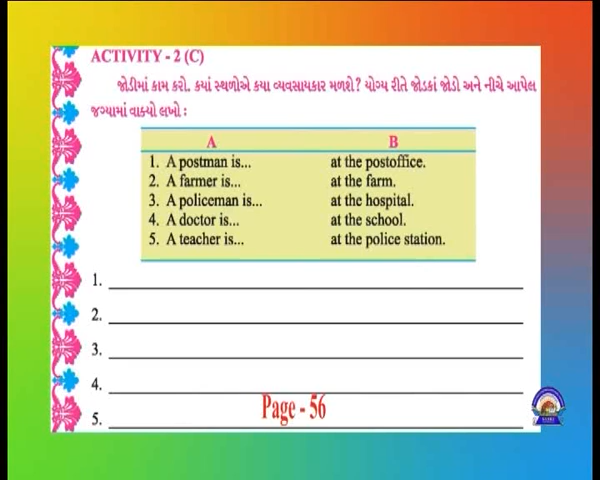 ACTIVITY - 2 (C)
જોડીમાં કામ કરો. કયાં સ્થળોએ કયા વ્યવસાયકાર મળશે? યોગ્ય રીતે જોડકાં જોડો અને નીચે આપેલ
જગ્યામાં વાક્યો લખો :
A B
1. A postman is... at the postoffice.
2. A farmer is... at the farm.
3. A policeman is... at the hospital.
4. A doctor is... at the school.
5. A teacher is... at the police station.
1.
2.
3.
4.
Page - 56
5.